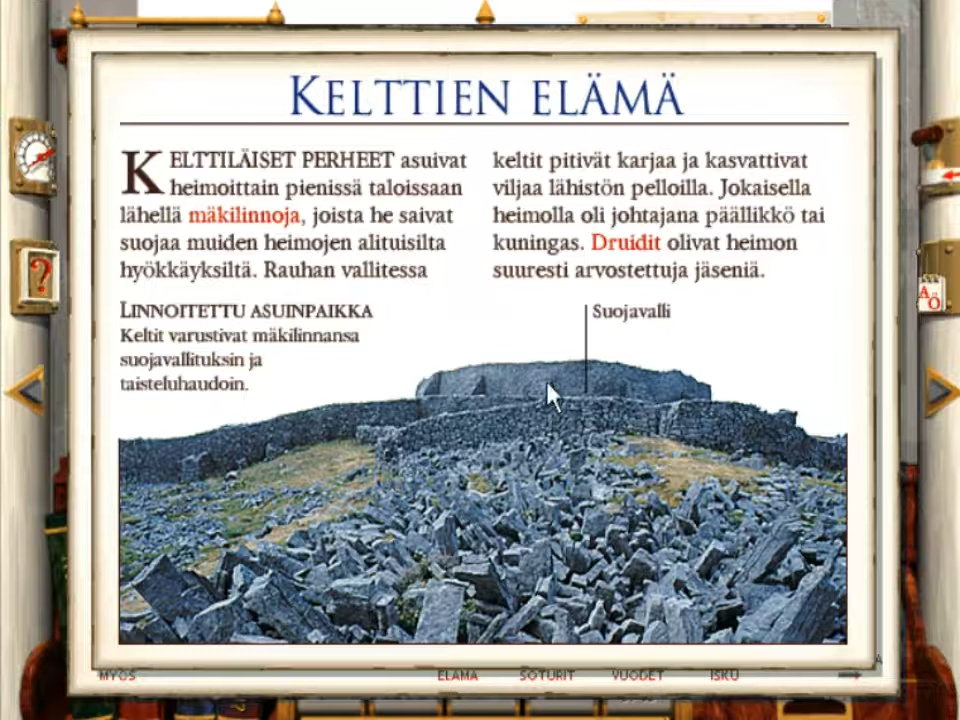 KELTTIEN ELÄMÄ
KELTTILÄISET PERHEET asuivat
heimoittain pienissä taloissaan
lähellä mäkilinnoja, joista he saivat
suojaa muiden heimojen alituisilta
hyökkäyksiltä. Rauhan vallitessa
keltit pitivät karjaa ja kasvattivat
viljaa lähistön pelloilla. Jokaisella
heimolla oli johtajana päällikkö tai
kuningas. Druidit olivat heimon
suuresti arvostettuja jäseniä.
LINNOITETTU ASUINPAIKKA
Keltit varustivat mäkilinnansa
suojavallituksin ja
taisteluhaudoin.
Suojavalli
?
A
O
MYÖS
ELÄMÄ SOTURIT VUODET ISKU